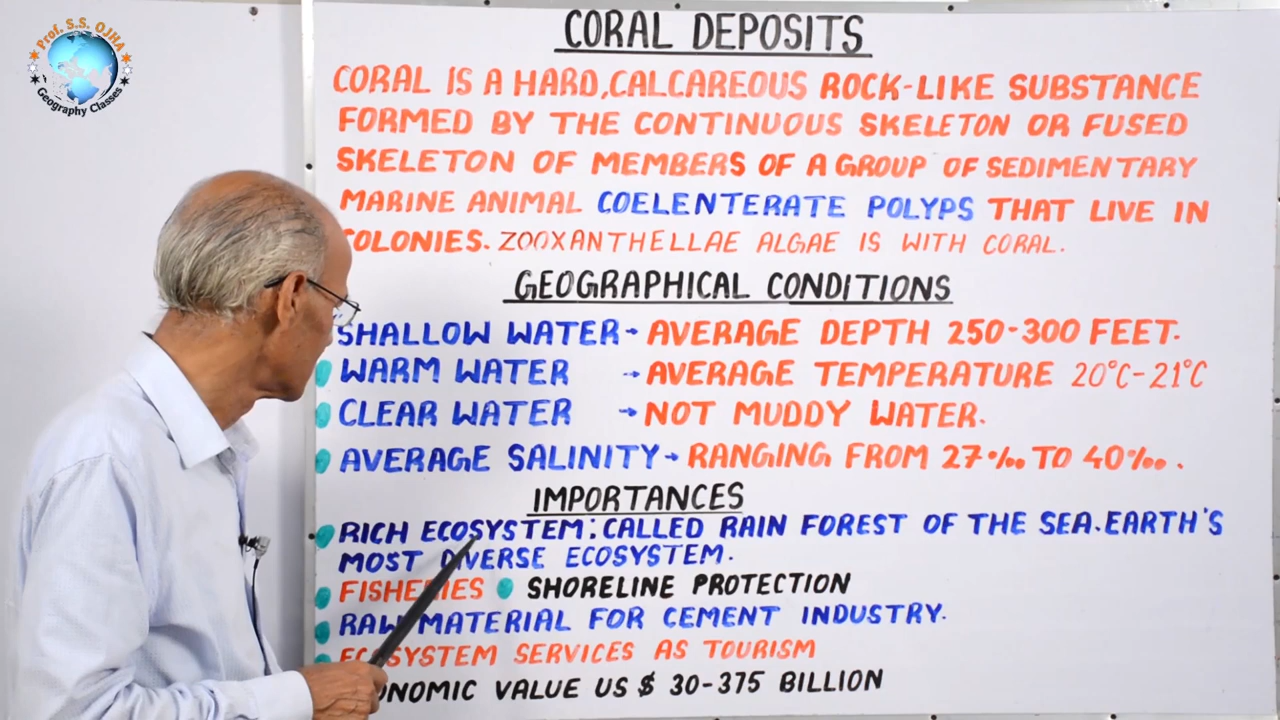 Prof. S.S. OJHA
Geography Classes
CORAL DEPOSITS
CORAL IS A HARD, CALCAREOUS ROCK-LIKE SUBSTANCE
FORMED BY THE CONTINUOUS SKELETON OR FUSED
SKELETON OF MEMBERS OF A GROUP OF SEDIMENTARY
MARINE ANIMAL COELENTERATE POLYPS THAT LIVE IN
COLONIES. ZOOXANTHELLAE ALGAE IS WITH CORAL.
GEOGRAPHICAL CONDITIONS
SHALLOW WATER → AVERAGE DEPTH 250-300 FEET.
WARM WATER → AVERAGE TEMPERATURE 20°C-21°C
CLEAR WATER → NOT MUDDY WATER.
AVERAGE SALINITY → RANGING FROM 27‰ TO 40‰.
IMPORTANCES
RICH ECOSYSTEM: CALLED RAIN FOREST OF THE SEA. EARTH'S
MOST DIVERSE ECOSYSTEM.
FISHERIES • SHORELINE PROTECTION
RAW MATERIAL FOR CEMENT INDUSTRY.
ECOSYSTEM SERVICES AS TOURISM
ONOMIC VALUE US $ 30-375 BILLION